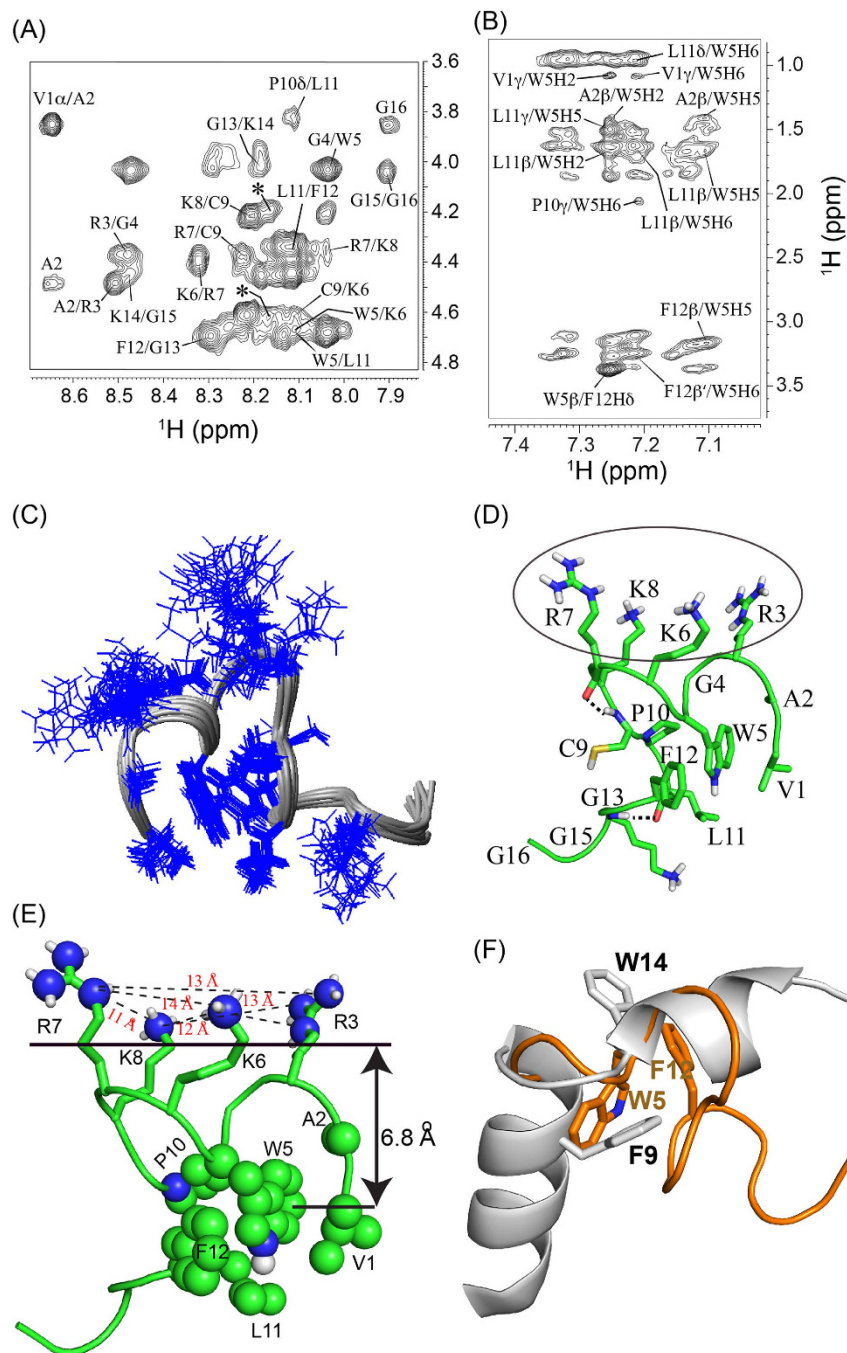 (A)
V1α/A2
P10δ/L11
G13/K14
G16
G4/W5
*
L11/F12
G15/G16
K8/C9
R3/G4
R7/C9
R7/K8
A2
K6/R7
A2/R3
K14/G15
*
C9/K6
W5/K6
F12/G13
W5/L11
3.6
3.8
4.0
4.2
4.4
4.6
4.8
8.6 8.5 8.4 8.3 8.2 8.1 8.0 7.9
¹H (ppm)
(B)
L11δ/W5H6
V1γ/W5H2
V1γ/W5H6
A2β/W5H2
L11γ/W5H5
A2β/W5H5
L11β/W5H2
L11β/W5H5
P10γ/W5H6
L11β/W5H6
F12β/W5H5
W5β/F12Hδ
F12β'/W5H6
1.0
1.5
2.0
2.5
3.0
3.5
¹H (ppm)
7.4 7.3 7.2 7.1
¹H (ppm)
(C)
(D)
R7
K8
K6
R3
G4
A2
P10
W5
C9
F12
V1
G13
L11
G15
G16
(E)
13 Å
14 Å
13 Å
11 Å
12 Å
R7
R3
K8
K6
A2
6.8 Å
P10
W5
F12
V1
L11
(F)
W14
F12
W5
F9